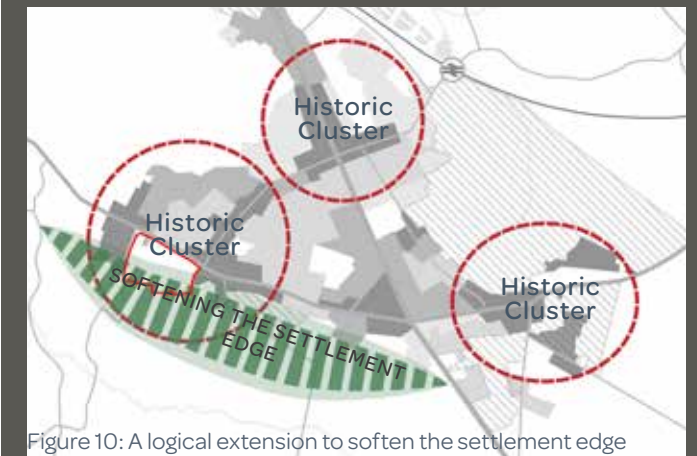 Historic
Cluster
Historic
Cluster
Historic
Cluster
SOFTENING THE SETTLEMENT
EDGE
Figure 10: A logical extension to soften the settlement edge